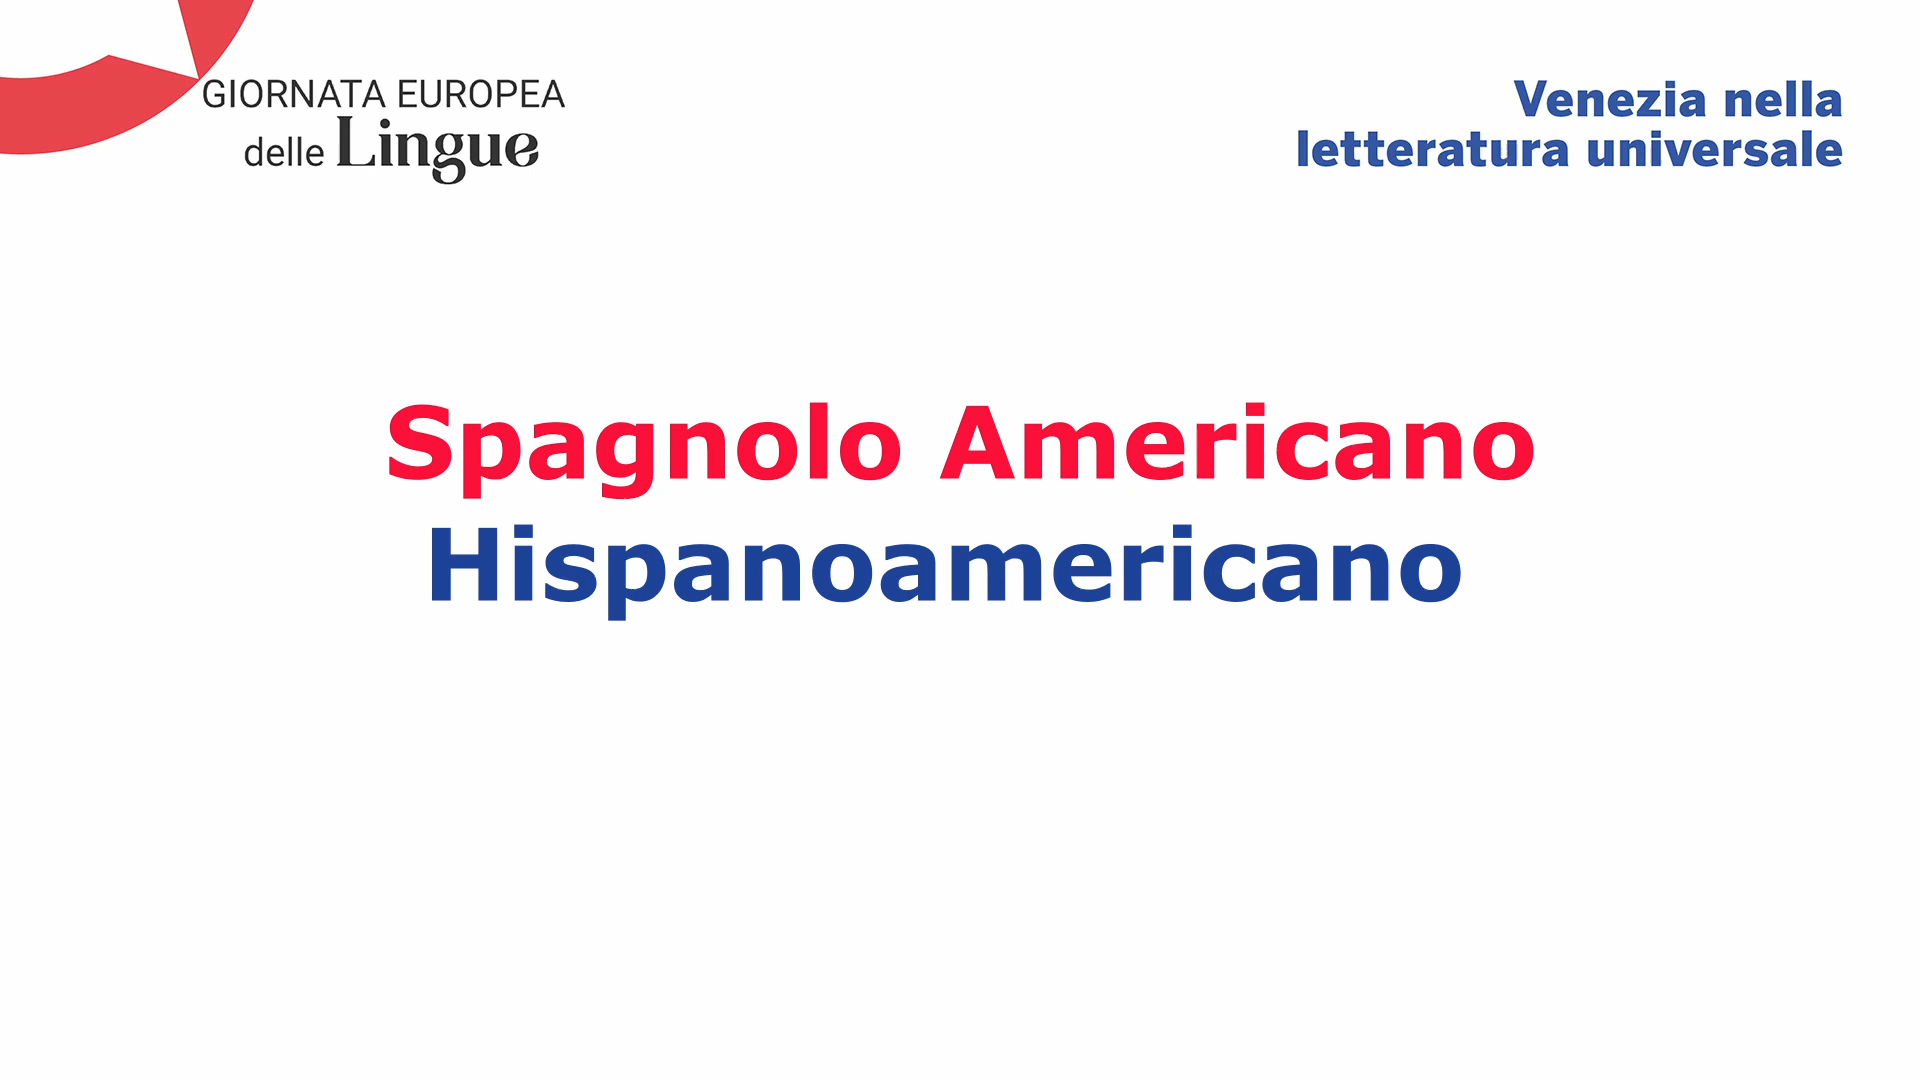 GIORNATA EUROPEA
delle Lingue
Venezia nella
letteratura universale
Spagnolo Americano
Hispanoamericano